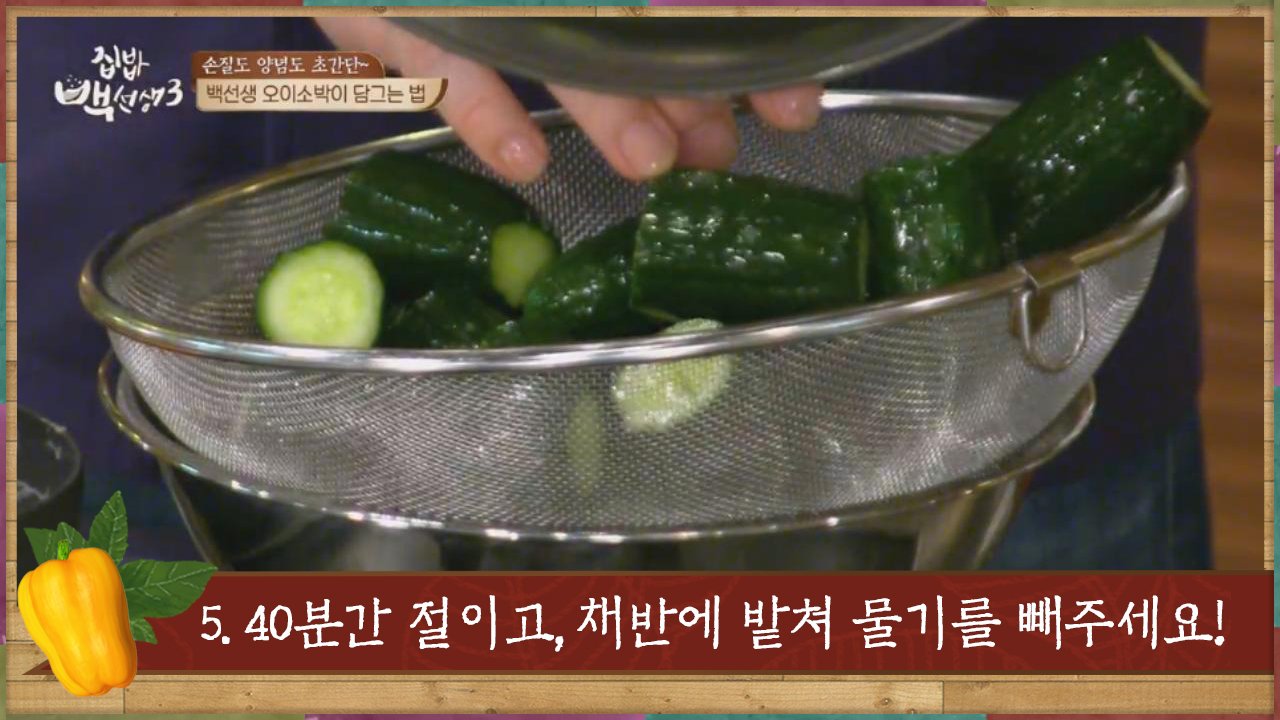 집밥
백선생3
손질도 양념도 초간단~
백선생 오이소박이 담그는 법
5. 40분간 절이고, 채반에 밭쳐 물기를 빼주세요!